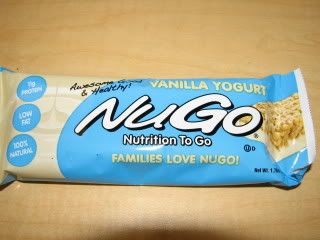 11g
PROTEIN
LOW
FAT
100%
NATURAL
Awesome
& Healthy!
VANILLA YOGURT
NuGo
®
Nutrition To Go
FAMILIES LOVE NUGO!
U D
Net Wt.